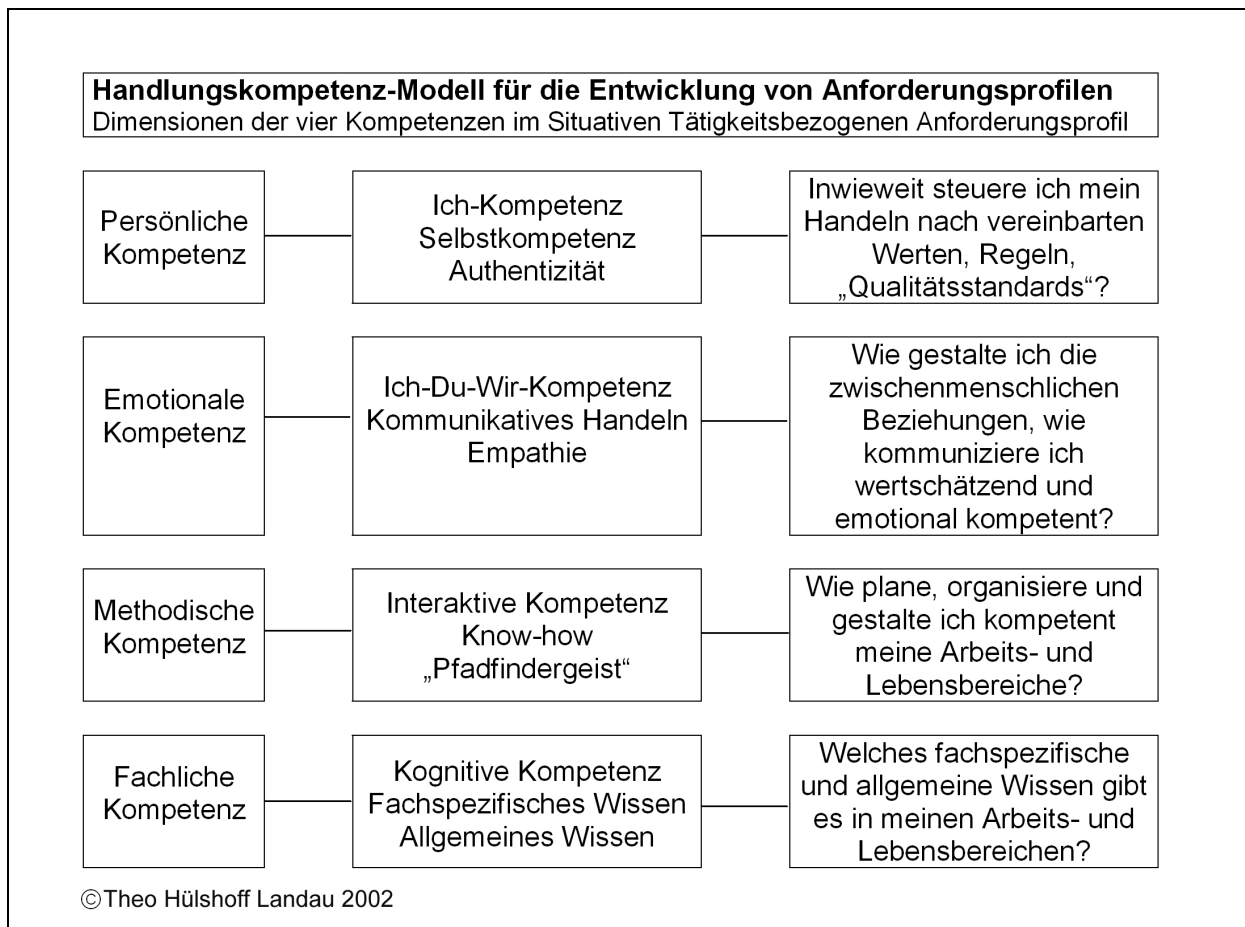 Handlungskompetenz-Modell für die Entwicklung von Anforderungsprofilen
Dimensionen der vier Kompetenzen im Situativen Tätigkeitsbezogenen Anforderungsprofil
Persönliche
Kompetenz
Ich-Kompetenz
Selbstkompetenz
Authentizität
Inwieweit steuere ich mein
Handeln nach vereinbarten
Werten, Regeln,
„Qualitätsstandards“?
Emotionale
Kompetenz
Ich-Du-Wir-Kompetenz
Kommunikatives Handeln
Empathie
Wie gestalte ich die
zwischenmenschlichen
Beziehungen, wie
kommuniziere ich
wertschätzend und
emotional kompetent?
Methodische
Kompetenz
Interaktive Kompetenz
Know-how
„Pfadfindergeist“
Wie plane, organisiere und
gestalte ich kompetent
meine Arbeits- und
Lebensbereiche?
Fachliche
Kompetenz
Kognitive Kompetenz
Fachspezifisches Wissen
Allgemeines Wissen
Welches fachspezifische
und allgemeine Wissen gibt
es in meinen Arbeits- und
Lebensbereichen?
©Theo Hülshoff Landau 2002